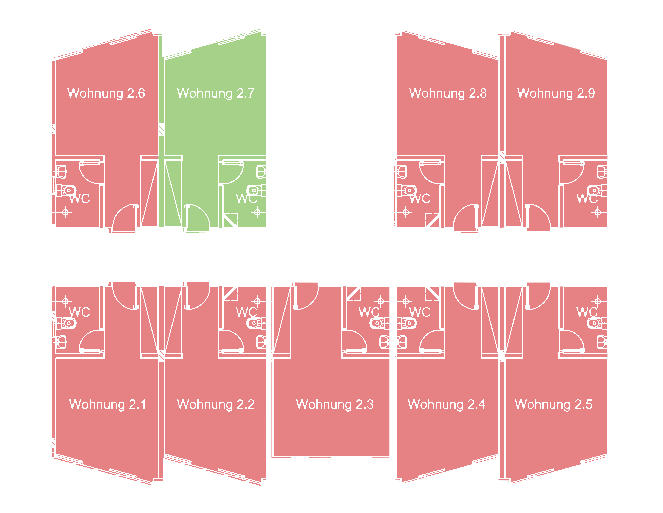 Wohnung 2.6
Wohnung 2.7
Wohnung 2.8
Wohnung 2.9
WC
WC
WC
WC
WC
WC
WC
WC
WC
Wohnung 2.1
Wohnung 2.2
Wohnung 2.3
Wohnung 2.4
Wohnung 2.5